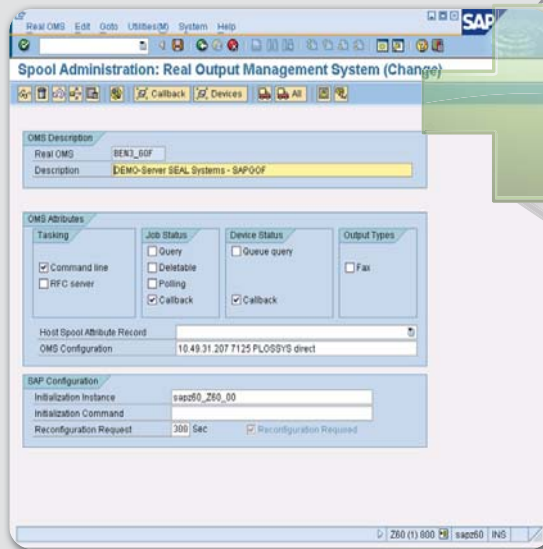 Real OMS Edit Goto Utilities(M) System Help
SAP
Spool Administration: Real Output Management System (Change)
Callback Devices All
OMS Description
Real OMS BEN3_GOF
Description DEMO-Server SEAL Systems - SAPGOF
OMS Attributes
Tasking Job Status Device Status Output Types
Query Queue query
Command line Deletable Fax
RFC server Polling
Callback Callback
Host Spool Attribute Record
OMS Configuration 10.49.31.207 7125 PLOSSYS direct
SAP Configuration
Initialization Instance sapz60_Z60_00
Initialization Command
Reconfiguration Request 300 Sec Reconfiguration Required
Z60 (1) 800 sapz60 INS